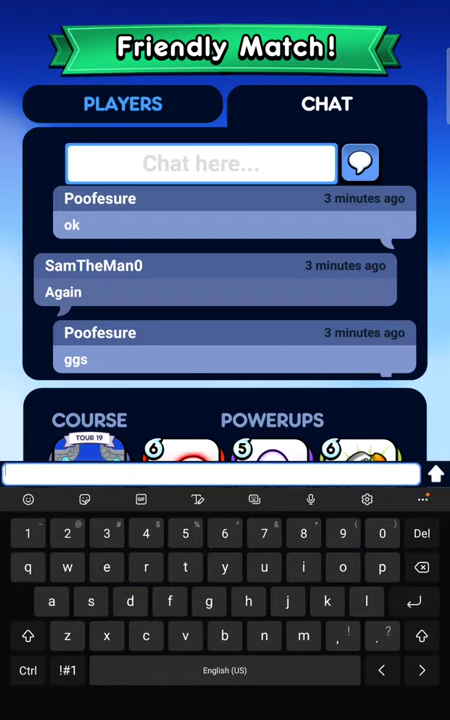 Friendly Match!
PLAYERS
CHAT
Chat here...
Poofesure 3 minutes ago
ok
SamTheMan0 3 minutes ago
Again
Poofesure 3 minutes ago
ggs
COURSE POWERUPS
TOUR 19
6 5 6
GIF
1 2 3 4 5 6 7 8 9 0 Del
~ @ # $ % ^ & * ( )
q w e r t y u i o p
a s d f g h j k l
z x c v b n m , ! . ?
Ctrl !#1 English (US) < >